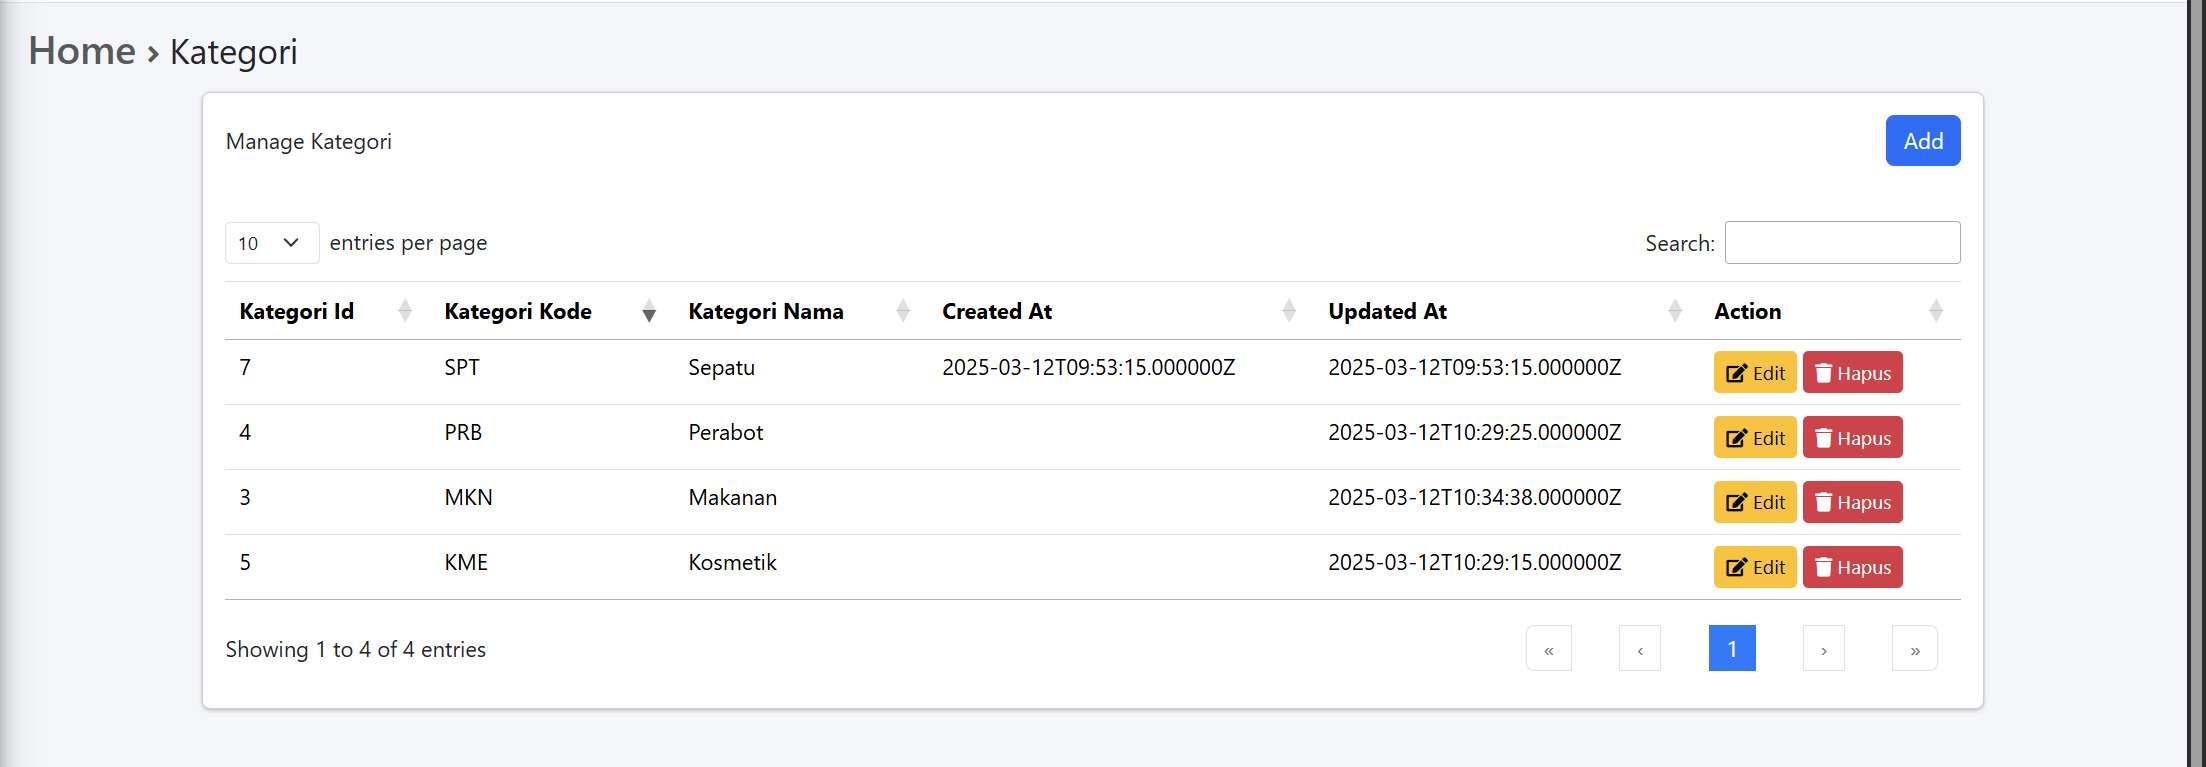 Home › Kategori
Manage Kategori Add
10 entries per page Search:
Kategori Id Kategori Kode Kategori Nama Created At Updated At Action
7 SPT Sepatu 2025-03-12T09:53:15.000000Z 2025-03-12T09:53:15.000000Z Edit Hapus
4 PRB Perabot 2025-03-12T10:29:25.000000Z Edit Hapus
3 MKN Makanan 2025-03-12T10:34:38.000000Z Edit Hapus
5 KME Kosmetik 2025-03-12T10:29:15.000000Z Edit Hapus
Showing 1 to 4 of 4 entries « ‹ 1 › »